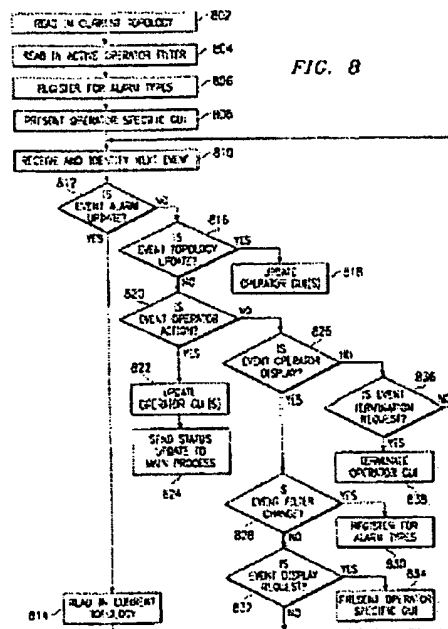 FIG. 8
READ IN CURRENT TOPOLOGY
802
READ IN ACTIVE OPERATOR FILTER
804
REGISTER FOR ALARM TYPES
806
PRESENT OPERATOR SPECIFIC GUI
808
RECEIVE AND IDENTIFY NEXT EVENT
810
812
IS
EVENT ALARM
UPDATE?
NO
YES
816
IS
EVENT TOPOLOGY
UPDATE?
YES
NO
UPDATE
OPERATOR GUI(S)
818
820
IS
EVENT OPERATOR
ACTION?
NO
YES
822
UPDATE
OPERATOR GUI(S)
SEND STATUS
UPDATE TO
MAIN PROCESS
824
826
IS
EVENT OPERATOR
DISPLAY?
NO
YES
836
IS EVENT
TERMINATION
REQUEST?
NO
YES
TERMINATE
OPERATOR GUI
838
IS
EVENT FILTER
CHANGE?
828
YES
NO
REGISTER FOR
ALARM TYPES
830
IS
EVENT DISPLAY
REQUEST?
832
YES
NO
834
PRESENT OPERATOR
SPECIFIC GUI
814
READ IN CURRENT
TOPOLOGY